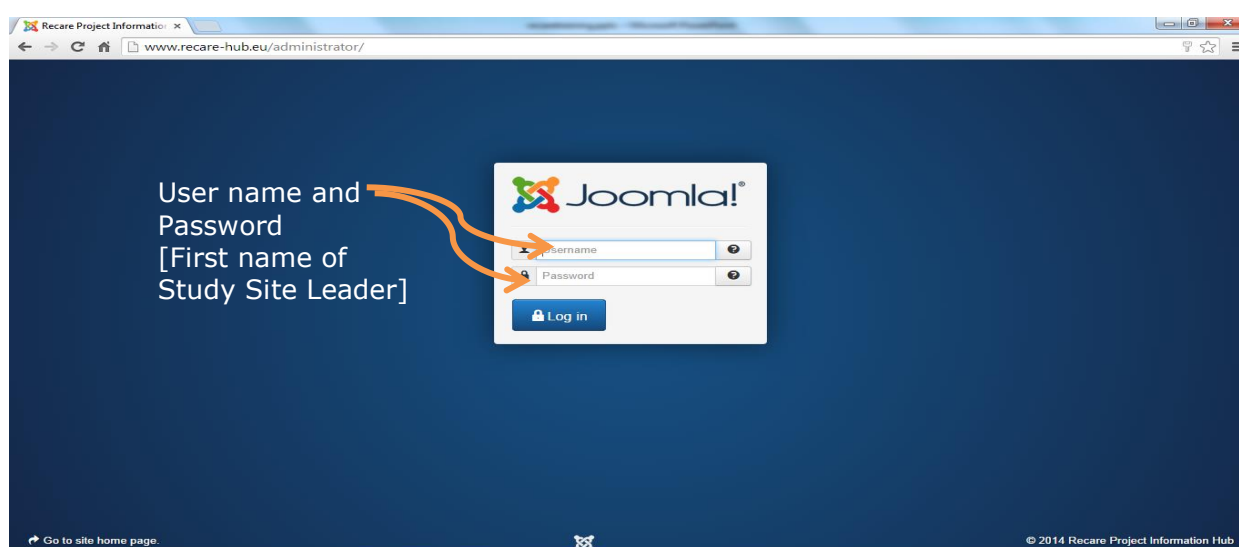 Recare Project Informatio
www.recare-hub.eu/administrator/
Joomla!®
User name and
Password
[First name of
Study Site Leader]
Username
Password
Log in
Go to site home page.
© 2014 Recare Project Information Hub